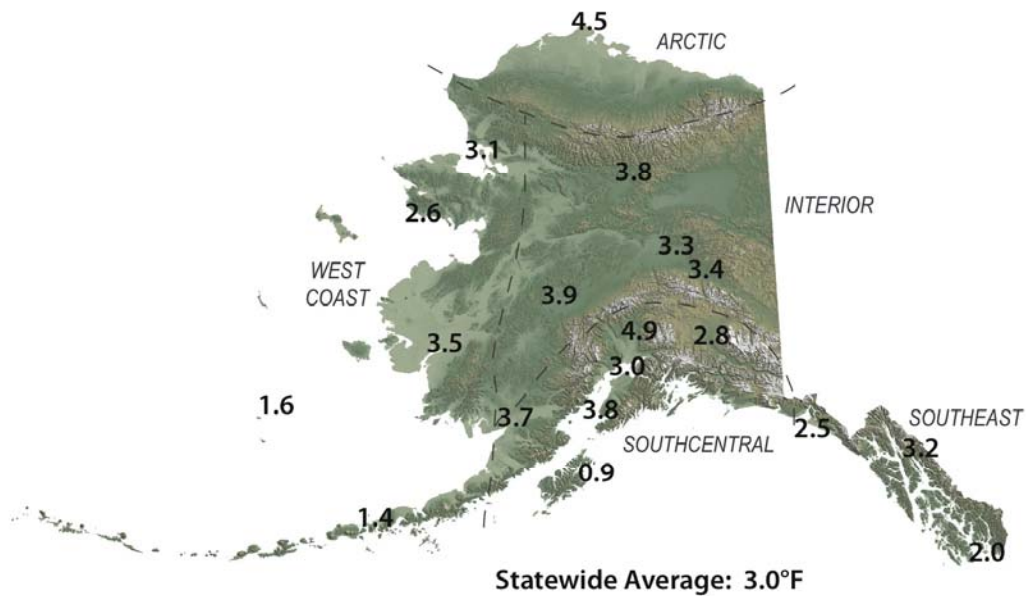 4.5
ARCTIC
3.1
3.8
INTERIOR
2.6
3.3
WEST
COAST
3.4
3.9
4.9
2.8
3.5
3.0
1.6
3.7
3.8
2.5
SOUTHEAST
SOUTHCENTRAL
3.2
0.9
1.4
2.0
Statewide Average: 3.0°F